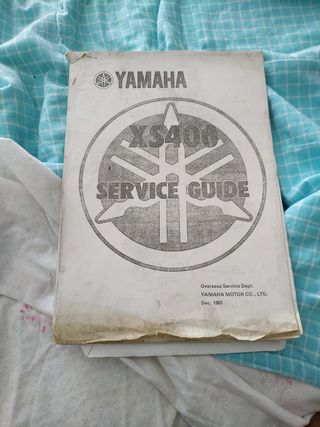 YAMAHA
XS400
SERVICE GUIDE
Overseas Service Dept.
YAMAHA MOTOR CO., LTD.
Dec. 1981